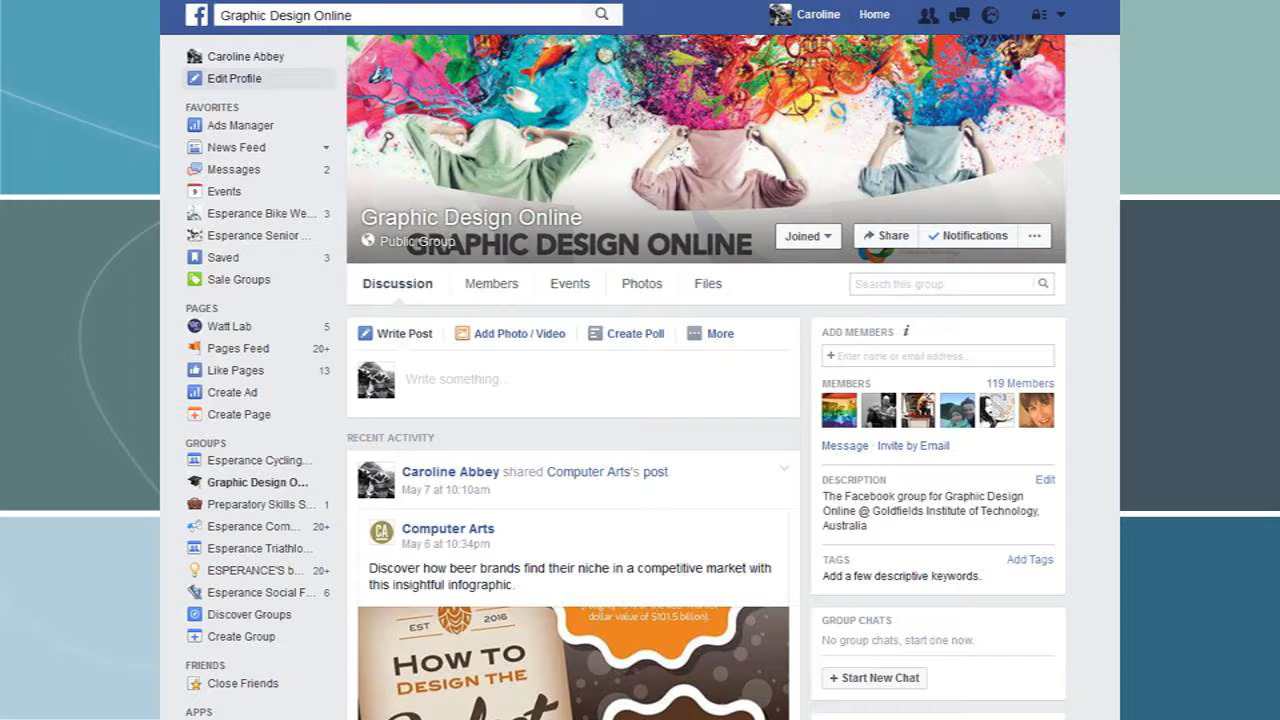 Graphic Design Online
Caroline
Home
Caroline Abbey
Edit Profile
FAVORITES
Ads Manager
News Feed
Messages 2
Events
Esperance Bike We... 3
Esperance Senior ...
Saved 3
Sale Groups
PAGES
Watt Lab 5
Pages Feed 20+
Like Pages 13
Create Ad
Create Page
GROUPS
Esperance Cycling...
Graphic Design O...
Preparatory Skills S... 1
Esperance Com... 20+
Esperance Triathlo...
ESPERANCE'S b... 20+
Esperance Social F... 6
Discover Groups
Create Group
FRIENDS
Close Friends
APPS
Graphic Design Online
Public Group
GRAPHIC DESIGN ONLINE
Joined
Share
Notifications
Discussion Members Events Photos Files
Search this group
Write Post Add Photo / Video Create Poll More
Write something...
RECENT ACTIVITY
Caroline Abbey shared Computer Arts's post
May 7 at 10:10am
CA
Computer Arts
May 6 at 10:34pm
Discover how beer brands find their niche in a competitive market with
this insightful infographic.
EST 2016
HOW TO
DESIGN THE
dollar value of $101.5 billion).
ADD MEMBERS i
+ Enter name or email address...
MEMBERS 119 Members
Message · Invite by Email
DESCRIPTION Edit
The Facebook group for Graphic Design
Online @ Goldfields Institute of Technology,
Australia
TAGS Add Tags
Add a few descriptive keywords.
GROUP CHATS
No group chats, start one now.
+ Start New Chat